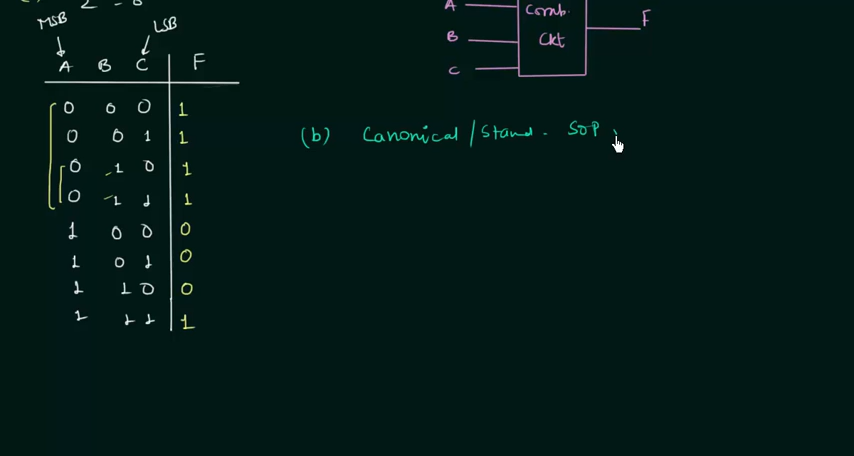 MSB
LSB
A B C F
0 0 0 1
0 0 1 1
0 1 0 1
0 1 1 1
1 0 0 0
1 0 1 0
1 1 0 0
1 1 1 1
A
B
C
Comb.
Ckt
F
(b) Canonical/Stand. SOP